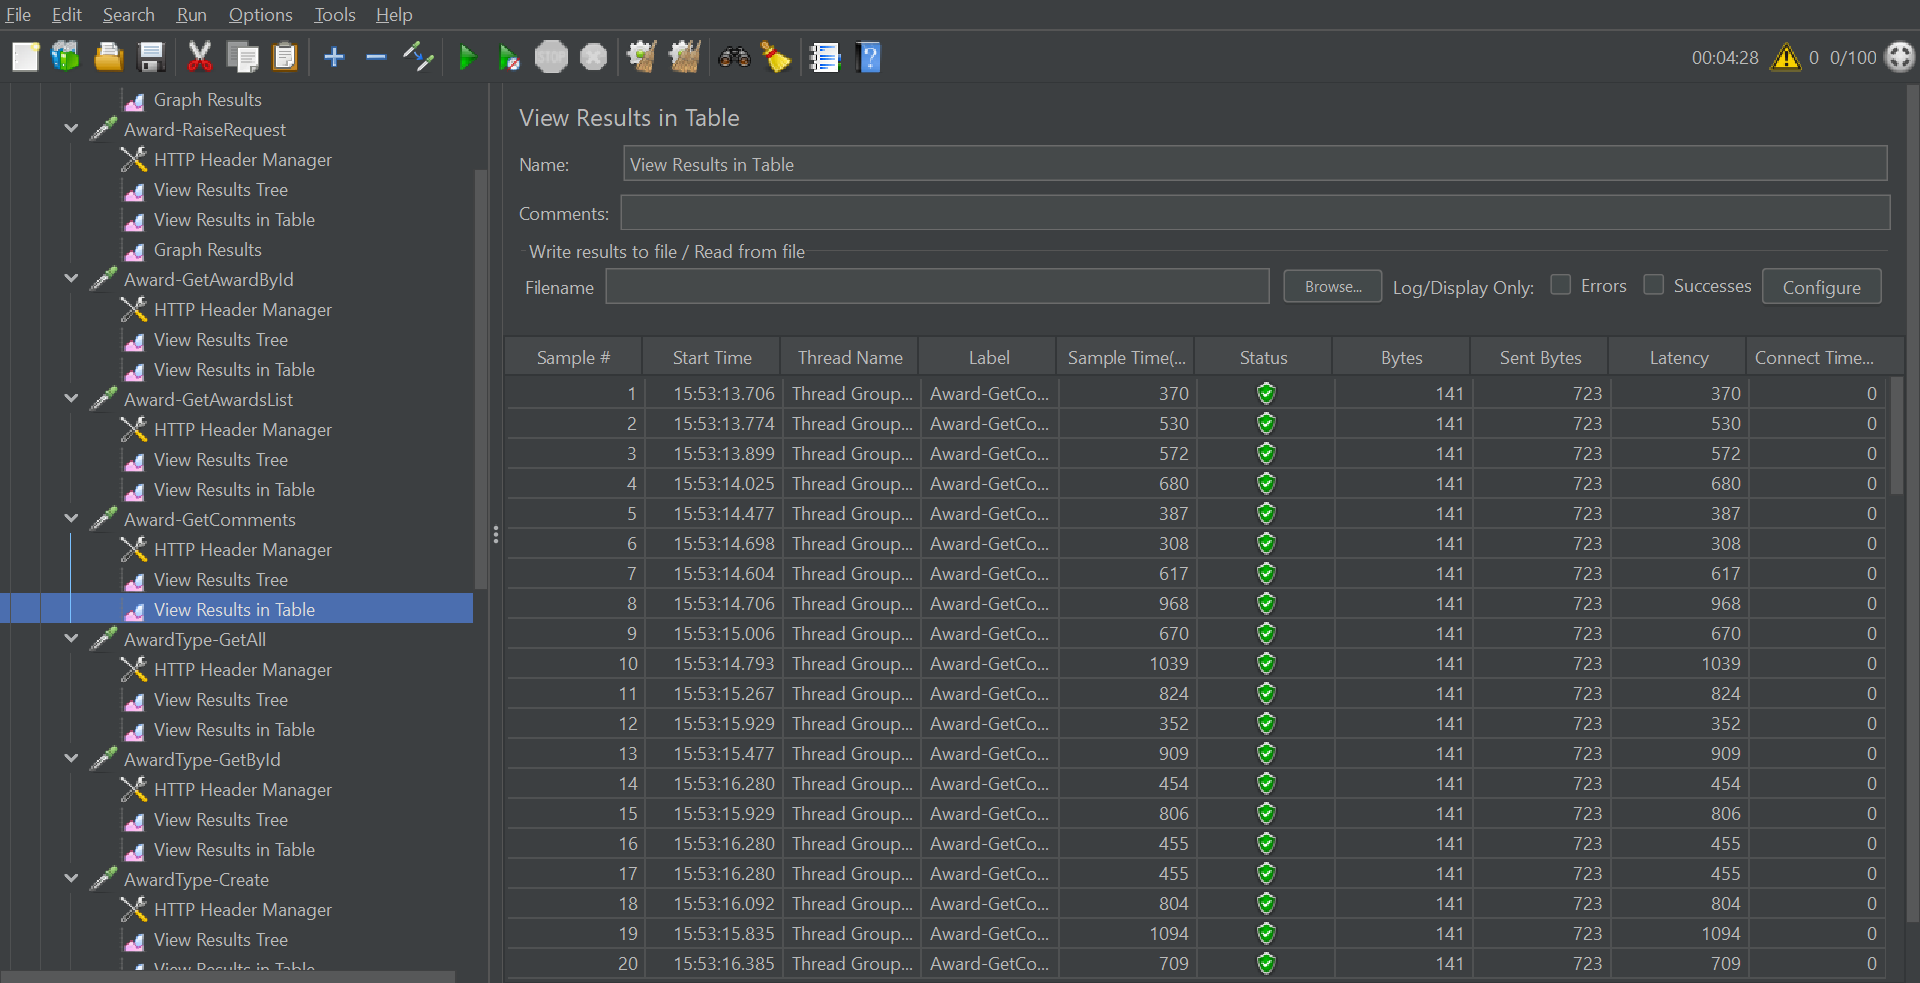 File Edit Search Run Options Tools Help
00:04:28 0 0/100
Graph Results
Award-RaiseRequest
HTTP Header Manager
View Results Tree
View Results in Table
Graph Results
Award-GetAwardById
HTTP Header Manager
View Results Tree
View Results in Table
Award-GetAwardsList
HTTP Header Manager
View Results Tree
View Results in Table
Award-GetComments
HTTP Header Manager
View Results Tree
View Results in Table
AwardType-GetAll
HTTP Header Manager
View Results Tree
View Results in Table
AwardType-GetById
HTTP Header Manager
View Results Tree
View Results in Table
AwardType-Create
HTTP Header Manager
View Results Tree
View Results in Table
View Results in Table
Name: View Results in Table
Comments:
Write results to file / Read from file
Filename Browse... Log/Display Only: Errors Successes Configure
Sample # Start Time Thread Name Label Sample Time(... Status Bytes Sent Bytes Latency Connect Time...
1 15:53:13.706 Thread Group... Award-GetCo... 370 141 723 370 0
2 15:53:13.774 Thread Group... Award-GetCo... 530 141 723 530 0
3 15:53:13.899 Thread Group... Award-GetCo... 572 141 723 572 0
4 15:53:14.025 Thread Group... Award-GetCo... 680 141 723 680 0
5 15:53:14.477 Thread Group... Award-GetCo... 387 141 723 387 0
6 15:53:14.698 Thread Group... Award-GetCo... 308 141 723 308 0
7 15:53:14.604 Thread Group... Award-GetCo... 617 141 723 617 0
8 15:53:14.706 Thread Group... Award-GetCo... 968 141 723 968 0
9 15:53:15.006 Thread Group... Award-GetCo... 670 141 723 670 0
10 15:53:14.793 Thread Group... Award-GetCo... 1039 141 723 1039 0
11 15:53:15.267 Thread Group... Award-GetCo... 824 141 723 824 0
12 15:53:15.929 Thread Group... Award-GetCo... 352 141 723 352 0
13 15:53:15.477 Thread Group... Award-GetCo... 909 141 723 909 0
14 15:53:16.280 Thread Group... Award-GetCo... 454 141 723 454 0
15 15:53:15.929 Thread Group... Award-GetCo... 806 141 723 806 0
16 15:53:16.280 Thread Group... Award-GetCo... 455 141 723 455 0
17 15:53:16.280 Thread Group... Award-GetCo... 455 141 723 455 0
18 15:53:16.092 Thread Group... Award-GetCo... 804 141 723 804 0
19 15:53:15.835 Thread Group... Award-GetCo... 1094 141 723 1094 0
20 15:53:16.385 Thread Group... Award-GetCo... 709 141 723 709 0